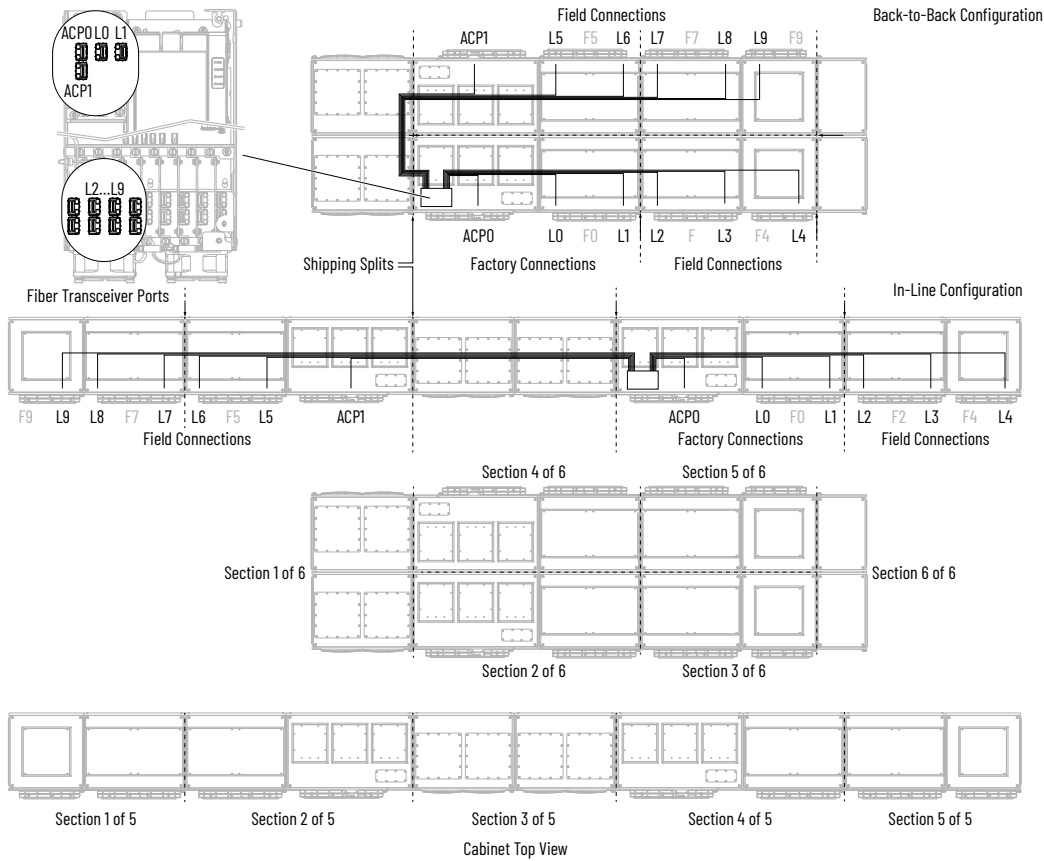 Field Connections
Back-to-Back Configuration
ACP0 L0 L1
ACP1
L2...L9
ACP1 L5 F5 L6 L7 F7 L8 L9 F9
ACP0 L0 F0 L1 L2 F L3 F4 L4
Shipping Splits
Factory Connections
Field Connections
Fiber Transceiver Ports
In-Line Configuration
F9 L9 L8 F7 L7 L6 F5 L5 ACP1 ACP0 L0 F0 L1 L2 F2 L3 F4 L4
Field Connections
Factory Connections
Field Connections
Section 4 of 6
Section 5 of 6
Section 1 of 6
Section 6 of 6
Section 2 of 6
Section 3 of 6
Section 1 of 5
Section 2 of 5
Section 3 of 5
Section 4 of 5
Section 5 of 5
Cabinet Top View